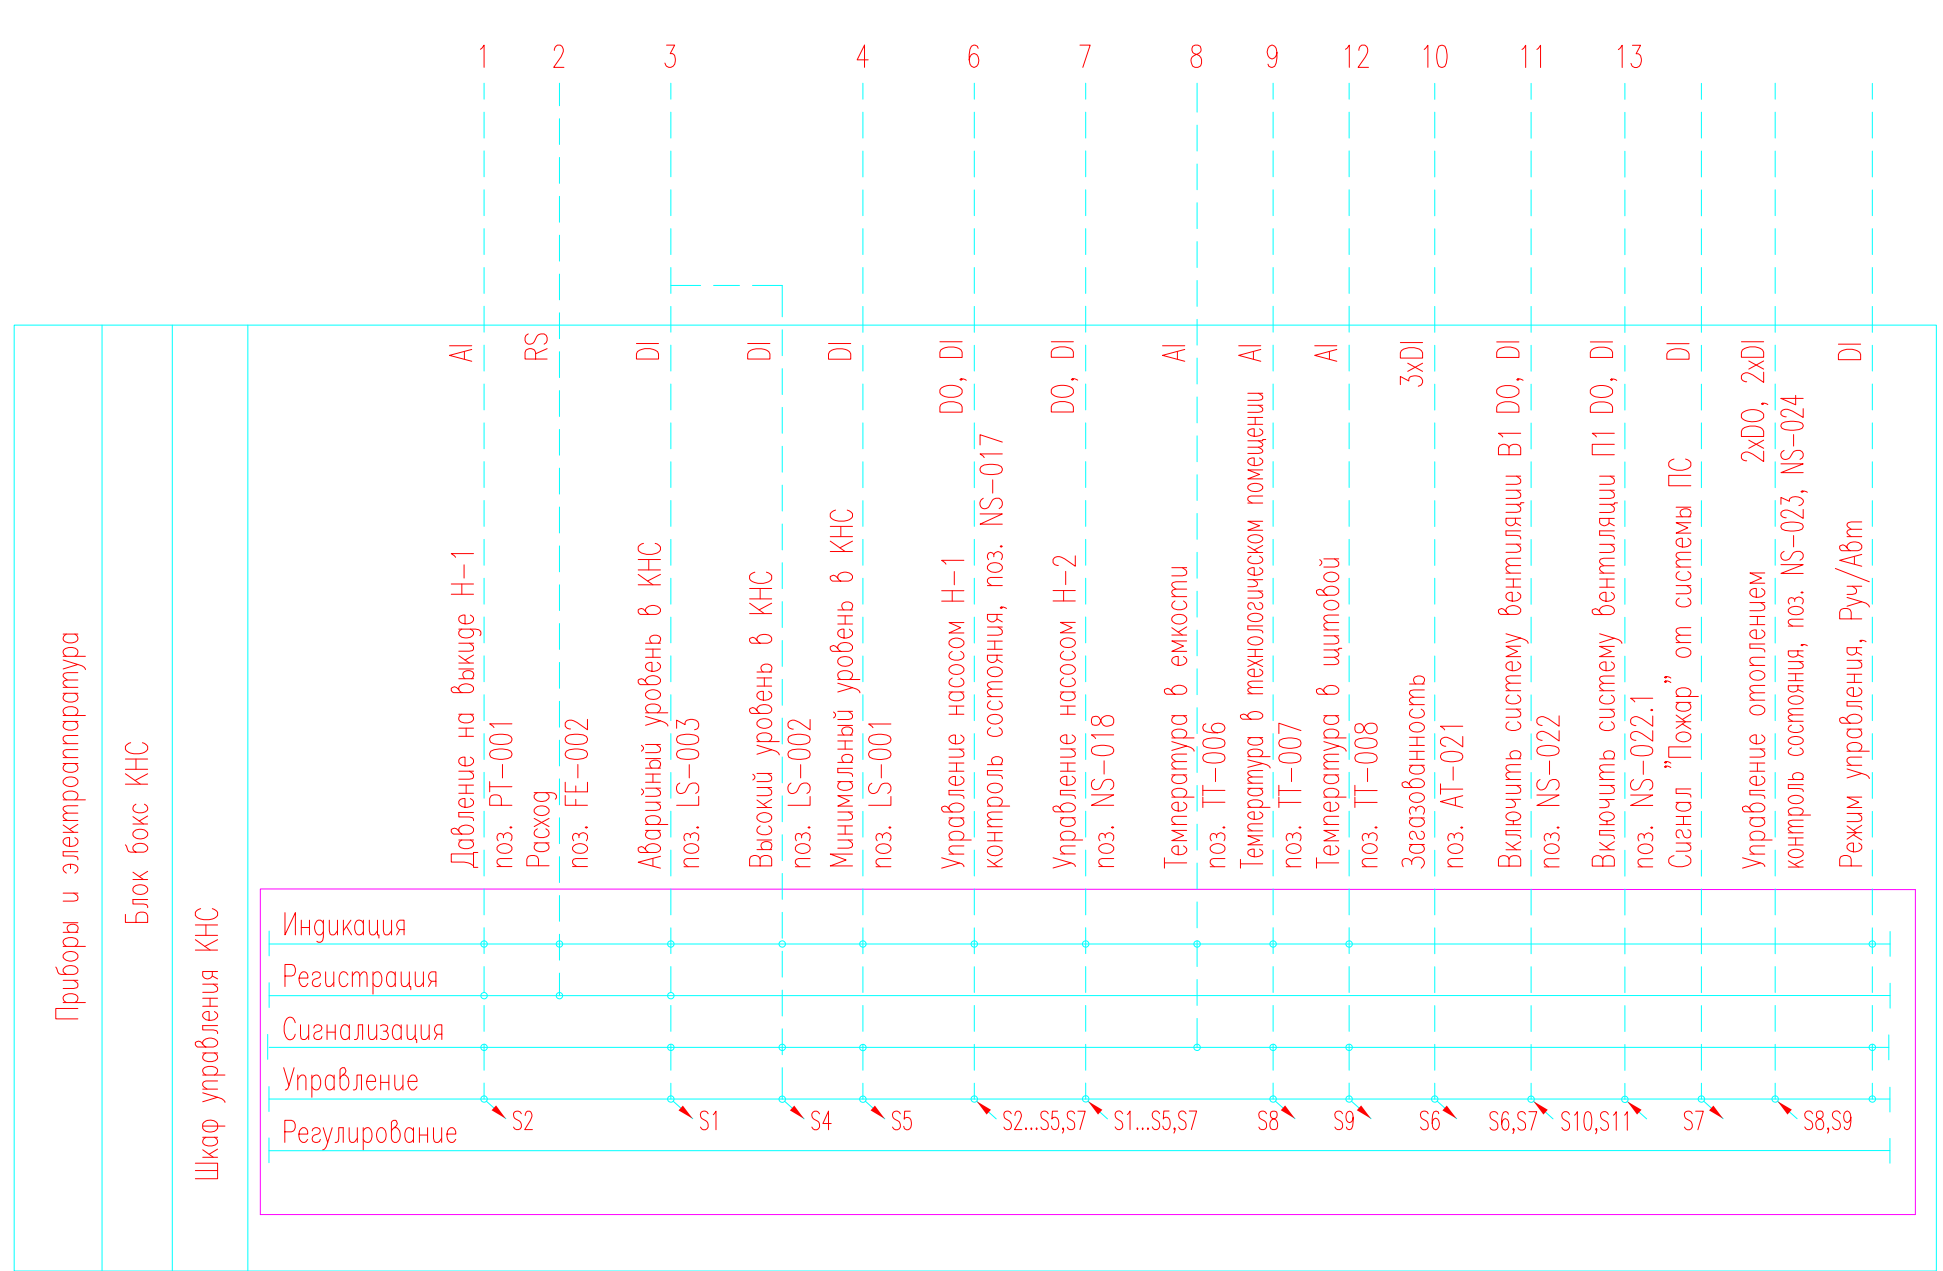 1
2
3
4
6
7
8
9
12
10
11
13
Приборы и электроаппаратура
Блок бокс КНС
Шкаф управления КНС
Давление на выкиде Н-1 AI
поз. PT-001
Расход RS
поз. FE-002
Аварийный уровень в КНС DI
поз. LS-003
Высокий уровень в КНС DI
поз. LS-002
Минимальный уровень в КНС DI
поз. LS-001
Управление насосом Н-1 DO, DI
контроль состояния, поз. NS-017
Управление насосом Н-2 DO, DI
поз. NS-018
Температура в емкости AI
поз. TT-006
Температура в технологическом помещении AI
поз. TT-007
Температура в щитовой AI
поз. TT-008
Загазованность 3xDI
поз. AT-021
Включить систему вентиляции В1 DO, DI
поз. NS-022
Включить систему вентиляции П1 DO, DI
поз. NS-022.1
Сигнал "Пожар" от системы ПС DI
Управление отоплением 2xDO, 2xDI
контроль состояния, поз. NS-023, NS-024
Режим управления, Руч/Авт DI
Индикация
Регистрация
Сигнализация
Управление
S2
S1
S4
S5
S2...S5,S7
S1...S5,S7
S8
S9
S6
S6,S7
S10,S11
S7
S8,S9
Регулирование